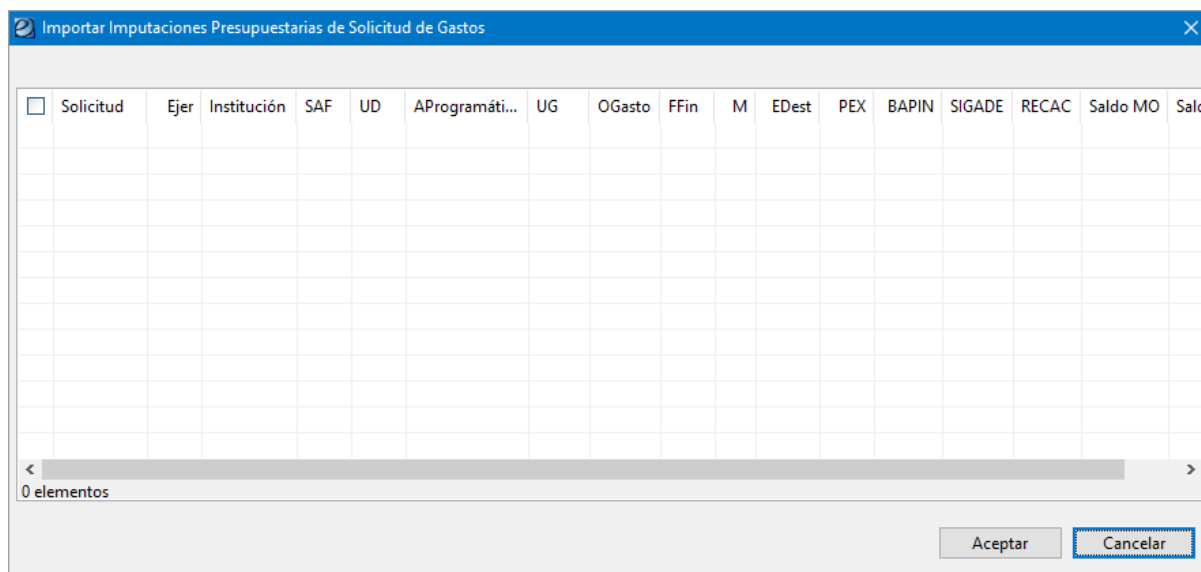 Importar Imputaciones Presupuestarias de Solicitud de Gastos
Solicitud Ejer Institución SAF UD AProgramáti... UG OGasto FFin M EDest PEX BAPIN SIGADE RECAC Saldo MO Salo
0 elementos
Aceptar Cancelar